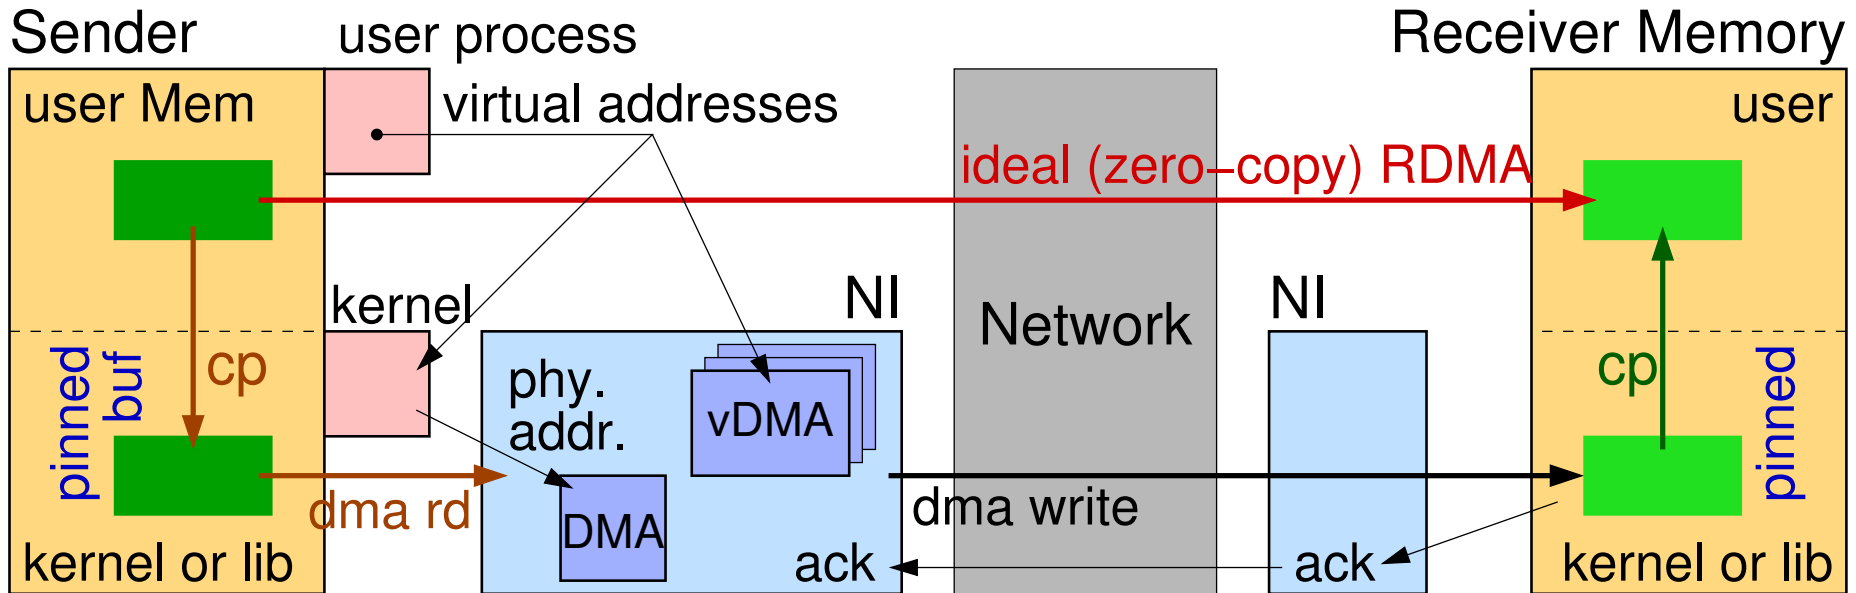 Sender
user process
Receiver Memory
user Mem
virtual addresses
user
ideal (zero-copy) RDMA
kernel
NI
Network
NI
pinned
buf
cp
phy.
addr.
vDMA
cp
pinned
dma rd
DMA
dma write
kernel or lib
ack
ack
kernel or lib